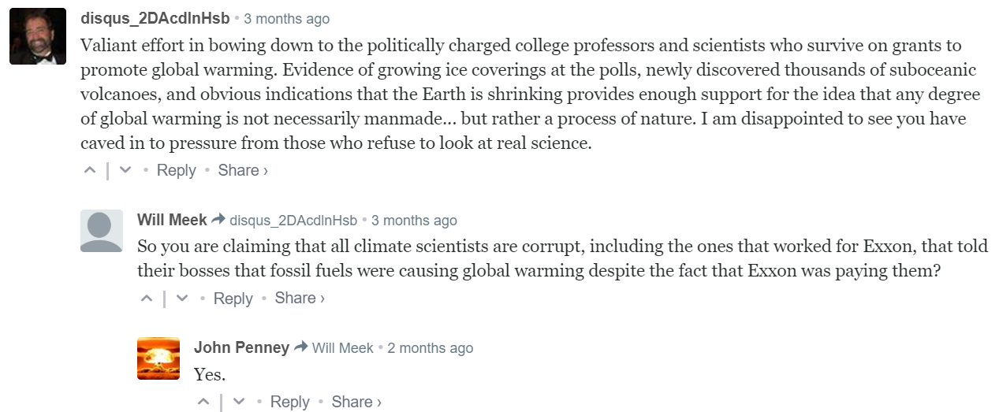 disqus_2DAcdlnHsb • 3 months ago
Valiant effort in bowing down to the politically charged college professors and scientists who survive on grants to
promote global warming. Evidence of growing ice coverings at the polls, newly discovered thousands of suboceanic
volcanoes, and obvious indications that the Earth is shrinking provides enough support for the idea that any degree
of global warming is not necessarily manmade... but rather a process of nature. I am disappointed to see you have
caved in to pressure from those who refuse to look at real science.
• Reply • Share ›
Will Meek disqus_2DAcdlnHsb • 3 months ago
So you are claiming that all climate scientists are corrupt, including the ones that worked for Exxon, that told
their bosses that fossil fuels were causing global warming despite the fact that Exxon was paying them?
• Reply • Share ›
John Penney Will Meek • 2 months ago
Yes.
• Reply • Share ›